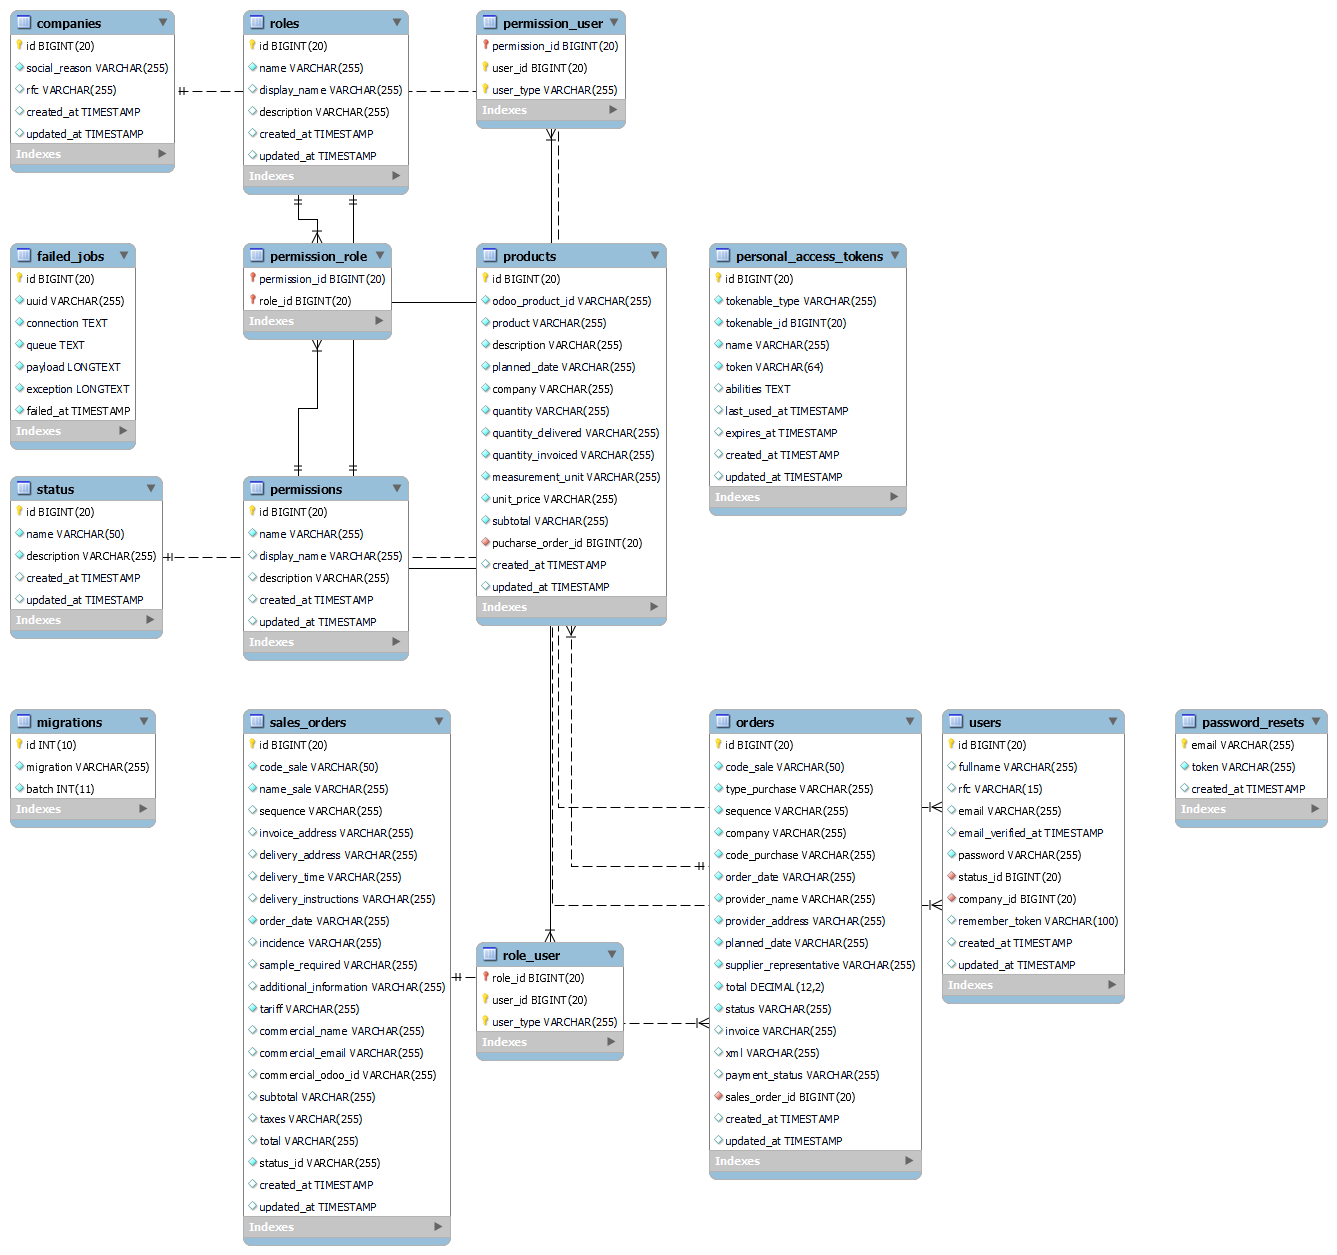 companies
id BIGINT(20)
social_reason VARCHAR(255)
rfc VARCHAR(255)
created_at TIMESTAMP
updated_at TIMESTAMP
Indexes
roles
id BIGINT(20)
name VARCHAR(255)
display_name VARCHAR(255)
description VARCHAR(255)
created_at TIMESTAMP
updated_at TIMESTAMP
Indexes
permission_user
permission_id BIGINT(20)
user_id BIGINT(20)
user_type VARCHAR(255)
Indexes
failed_jobs
id BIGINT(20)
uuid VARCHAR(255)
connection TEXT
queue TEXT
payload LONGTEXT
exception LONGTEXT
failed_at TIMESTAMP
Indexes
permission_role
permission_id BIGINT(20)
role_id BIGINT(20)
Indexes
products
id BIGINT(20)
odoo_product_id VARCHAR(255)
product VARCHAR(255)
description VARCHAR(255)
planned_date VARCHAR(255)
company VARCHAR(255)
quantity VARCHAR(255)
quantity_delivered VARCHAR(255)
quantity_invoiced VARCHAR(255)
measurement_unit VARCHAR(255)
unit_price VARCHAR(255)
subtotal VARCHAR(255)
pucharse_order_id BIGINT(20)
created_at TIMESTAMP
updated_at TIMESTAMP
Indexes
personal_access_tokens
id BIGINT(20)
tokenable_type VARCHAR(255)
tokenable_id BIGINT(20)
name VARCHAR(255)
token VARCHAR(64)
abilities TEXT
last_used_at TIMESTAMP
expires_at TIMESTAMP
created_at TIMESTAMP
updated_at TIMESTAMP
Indexes
status
id BIGINT(20)
name VARCHAR(50)
description VARCHAR(255)
created_at TIMESTAMP
updated_at TIMESTAMP
Indexes
permissions
id BIGINT(20)
name VARCHAR(255)
display_name VARCHAR(255)
description VARCHAR(255)
created_at TIMESTAMP
updated_at TIMESTAMP
Indexes
migrations
id INT(10)
migration VARCHAR(255)
batch INT(11)
Indexes
sales_orders
id BIGINT(20)
code_sale VARCHAR(50)
name_sale VARCHAR(255)
sequence VARCHAR(255)
invoice_address VARCHAR(255)
delivery_address VARCHAR(255)
delivery_time VARCHAR(255)
delivery_instructions VARCHAR(255)
order_date VARCHAR(255)
incidence VARCHAR(255)
sample_required VARCHAR(255)
additional_information VARCHAR(255)
tariff VARCHAR(255)
commercial_name VARCHAR(255)
commercial_email VARCHAR(255)
commercial_odoo_id VARCHAR(255)
subtotal VARCHAR(255)
taxes VARCHAR(255)
total VARCHAR(255)
status_id VARCHAR(255)
created_at TIMESTAMP
updated_at TIMESTAMP
Indexes
role_user
role_id BIGINT(20)
user_id BIGINT(20)
user_type VARCHAR(255)
Indexes
orders
id BIGINT(20)
code_sale VARCHAR(50)
type_purchase VARCHAR(255)
sequence VARCHAR(255)
company VARCHAR(255)
code_purchase VARCHAR(255)
order_date VARCHAR(255)
provider_name VARCHAR(255)
provider_address VARCHAR(255)
planned_date VARCHAR(255)
supplier_representative VARCHAR(255)
total DECIMAL(12,2)
status VARCHAR(255)
invoice VARCHAR(255)
xml VARCHAR(255)
payment_status VARCHAR(255)
sales_order_id BIGINT(20)
created_at TIMESTAMP
updated_at TIMESTAMP
Indexes
users
id BIGINT(20)
fullname VARCHAR(255)
rfc VARCHAR(15)
email VARCHAR(255)
email_verified_at TIMESTAMP
password VARCHAR(255)
status_id BIGINT(20)
company_id BIGINT(20)
remember_token VARCHAR(100)
created_at TIMESTAMP
updated_at TIMESTAMP
Indexes
password_resets
email VARCHAR(255)
token VARCHAR(255)
created_at TIMESTAMP
Indexes